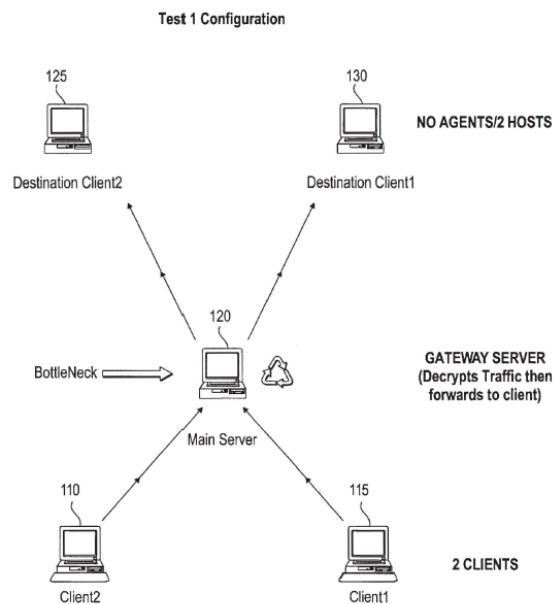 Test 1 Configuration
125
130
NO AGENTS/2 HOSTS
Destination Client2
Destination Client1
120
BottleNeck
GATEWAY SERVER
(Decrypts Traffic then
forwards to client)
Main Server
110
115
2 CLIENTS
Client2
Client1